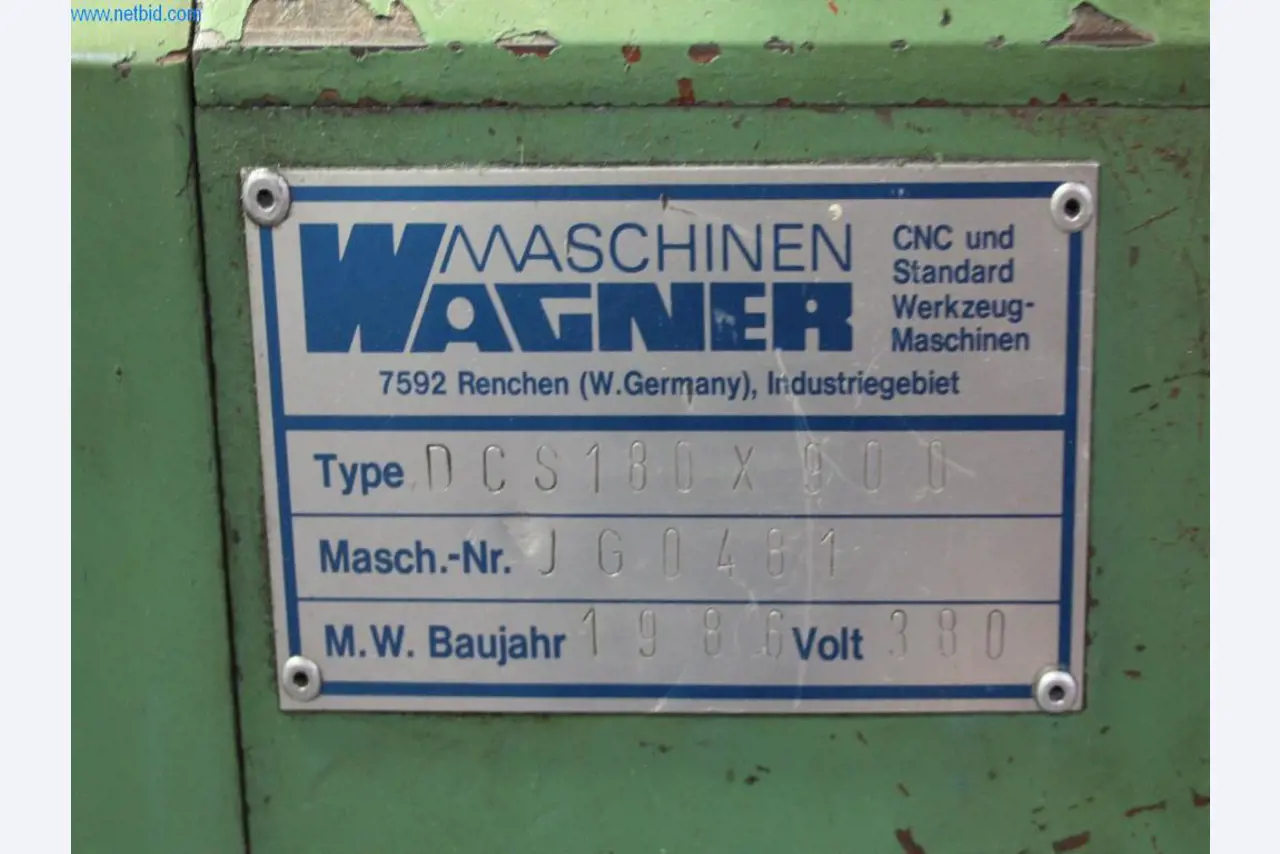 www.netbid.com
MASCHINEN
WAGNER
CNC und
Standard
Werkzeug-
Maschinen
7592 Renchen (W.Germany), Industriegebiet
Type DCS180X900
Masch.-Nr. JG0481
M.W. Baujahr 1986 Volt 380